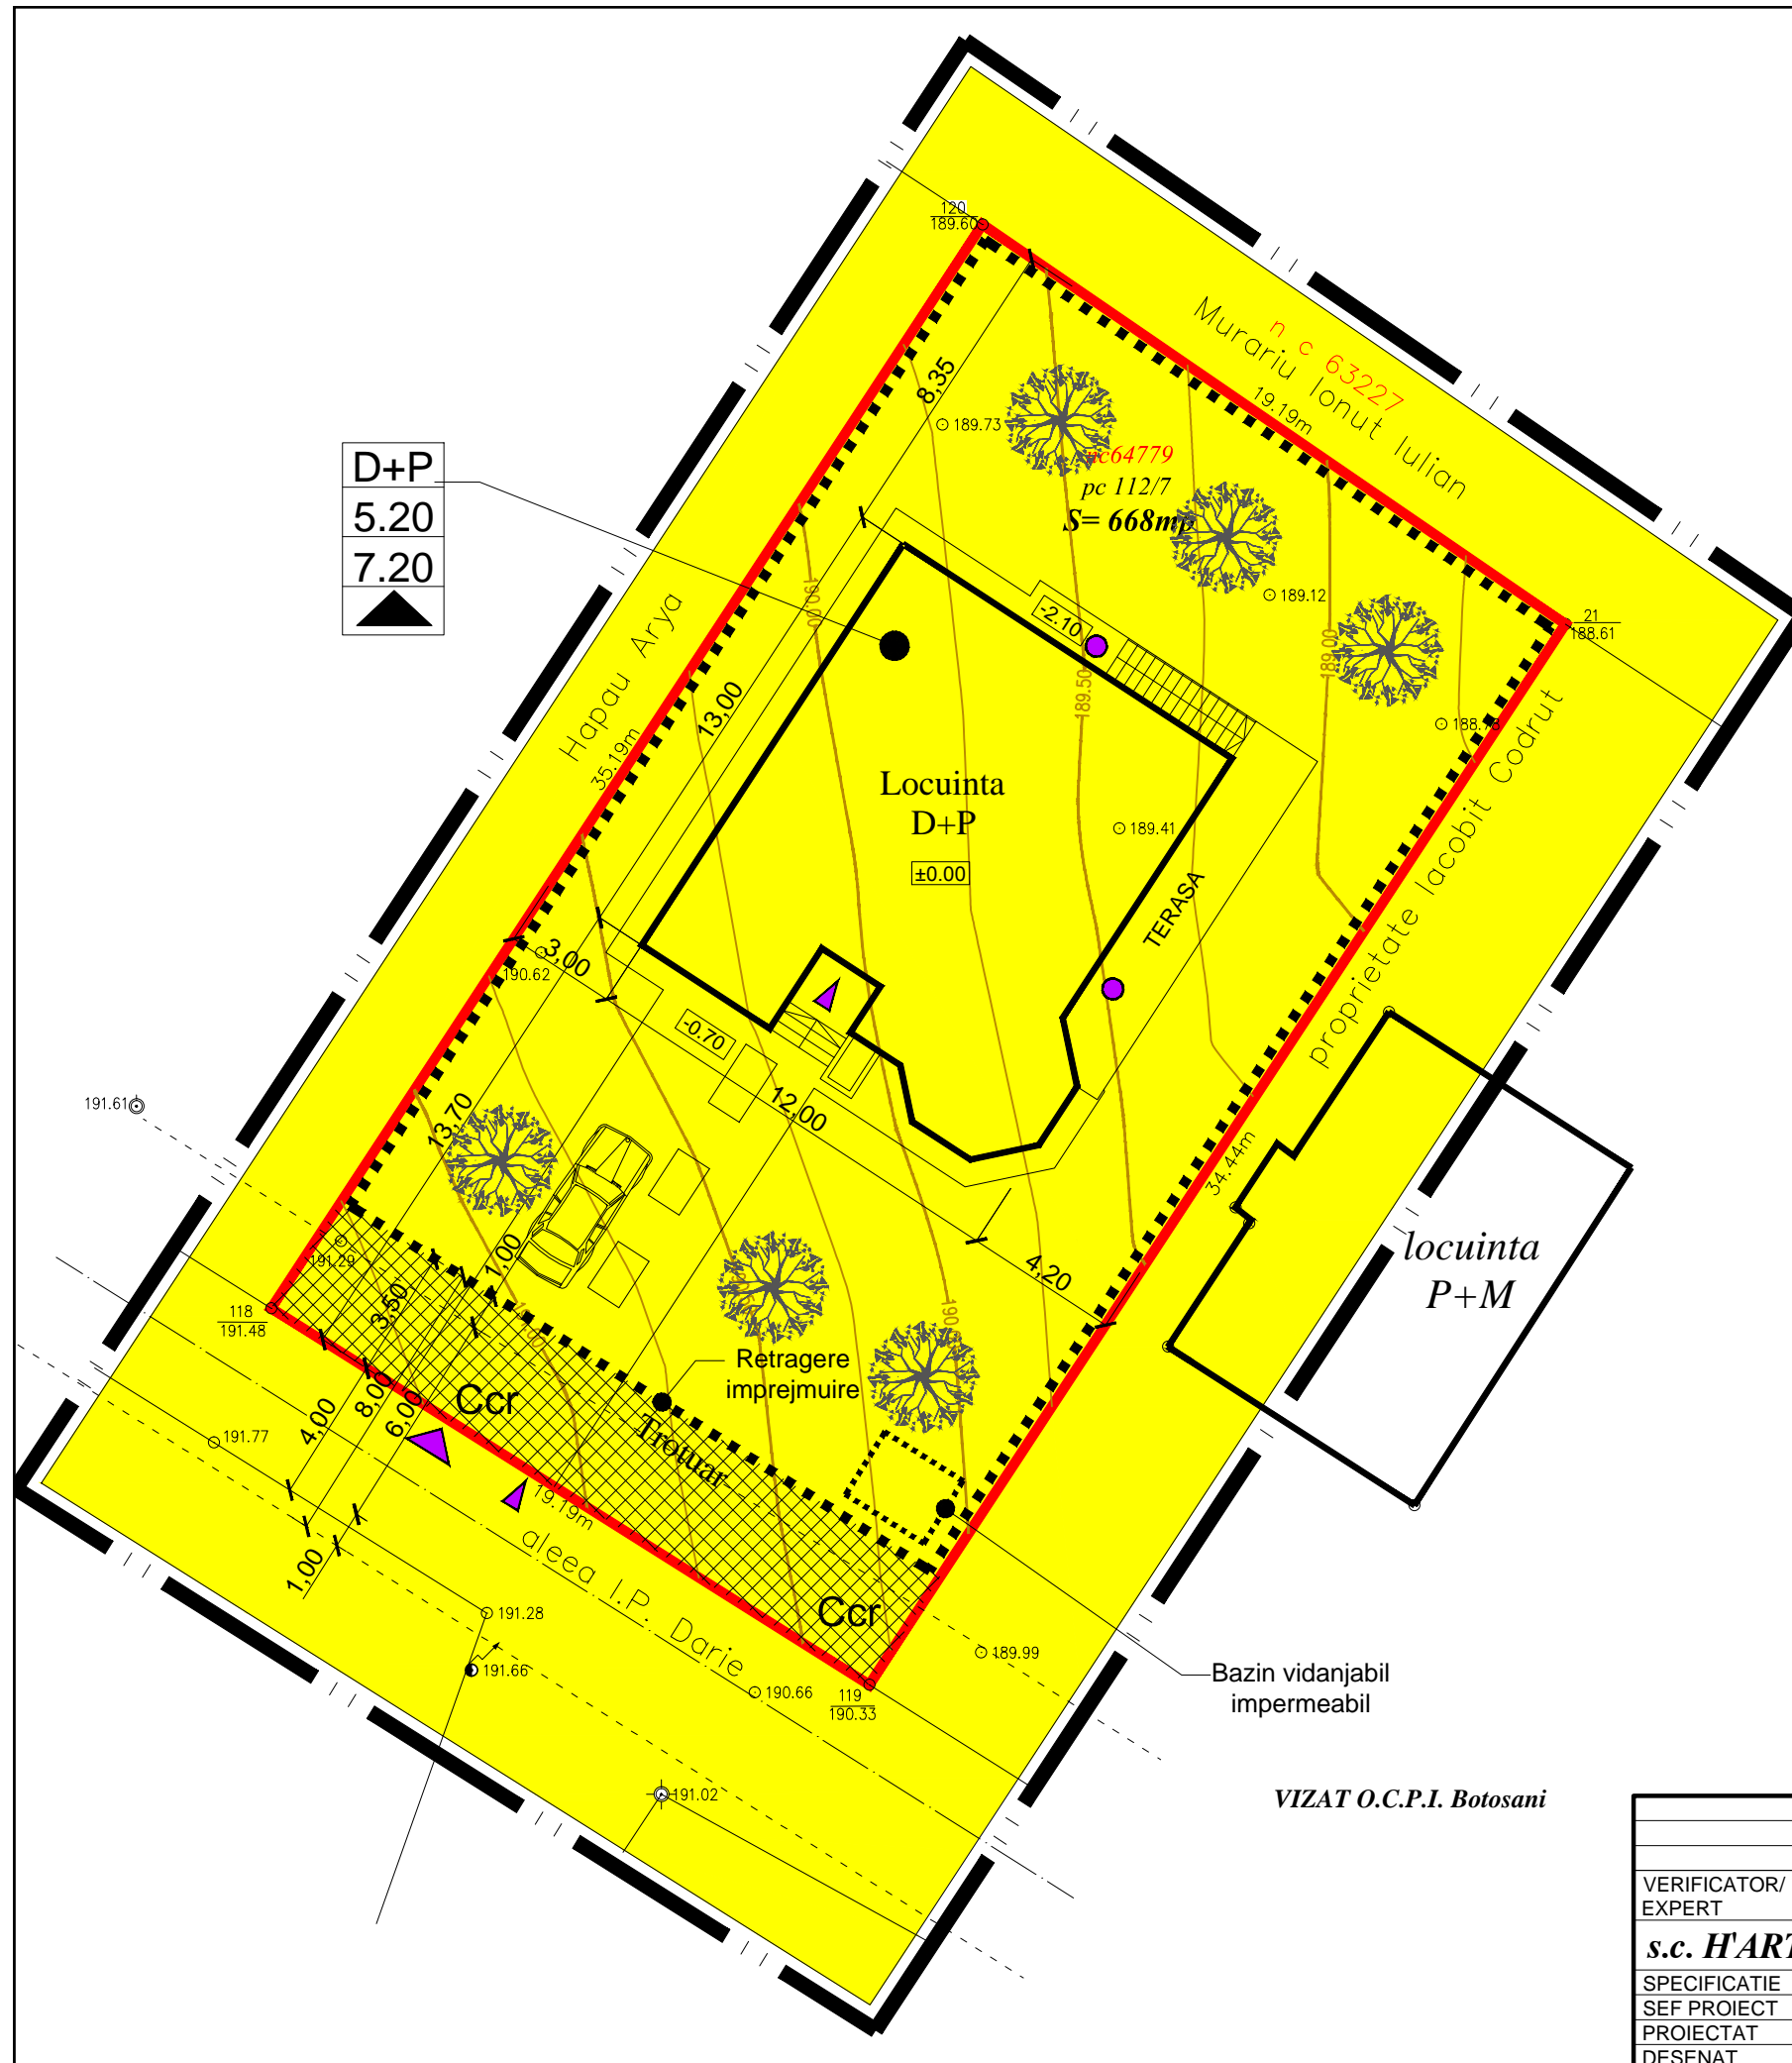 120
189.60
n c 63227
Murariu Ionut Iulian
19.19m
8,35
189.73
nc64779
pc 112/7
S= 668mp
D+P
5.20
7.20
189.12
21
188.61
190.00
-2.10
189.50
189.00
188.73
Hapau Arya
35.19m
13,00
Locuinta
D+P
±0.00
189.41
TERASA
proprietate Iacobit Codrut
3,00
190.62
-0.70
12,00
191.61
13,70
34.44m
locuinta
P+M
4,20
1,00
191.29
3,50
118
191.48
Retragere
imprejmuire
Ccr
8,00
6,00
4,00
Trotuar
191.77
19.19m
aleea I.P. Darie
1,00
191.28
Ccr
191.66
189.99
190.66
119
190.33
Bazin vidanjabil
impermeabil
191.02
VIZAT O.C.P.I. Botosani
VERIFICATOR/
EXPERT
s.c. H'ART
SPECIFICATIE
SEF PROIECT
PROIECTAT
DESENAT